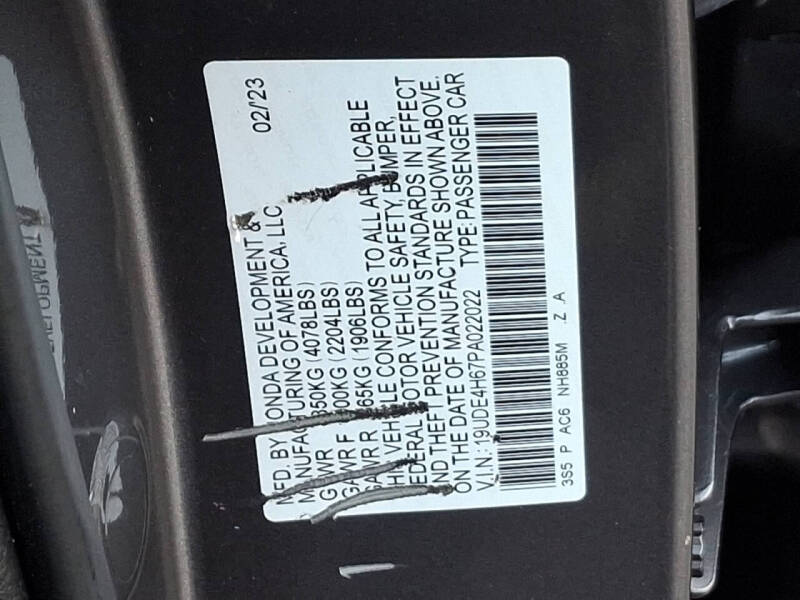 MFD. BY HONDA DEVELOPMENT & 02/'23
MANUFACTURING OF AMERICA, LLC
GVWR 1850KG (4078LBS)
GAWR F 1000KG (2204LBS)
GAWR R 865KG (1906LBS)
THIS VEHICLE CONFORMS TO ALL APPLICABLE
FEDERAL MOTOR VEHICLE SAFETY, BUMPER,
AND THEFT PREVENTION STANDARDS IN EFFECT
ON THE DATE OF MANUFACTURE SHOWN ABOVE.
V.I.N.:19UDE4H67PA022022 TYPE:PASSENGER CAR
3S5 P AC6 NH885M .Z .A